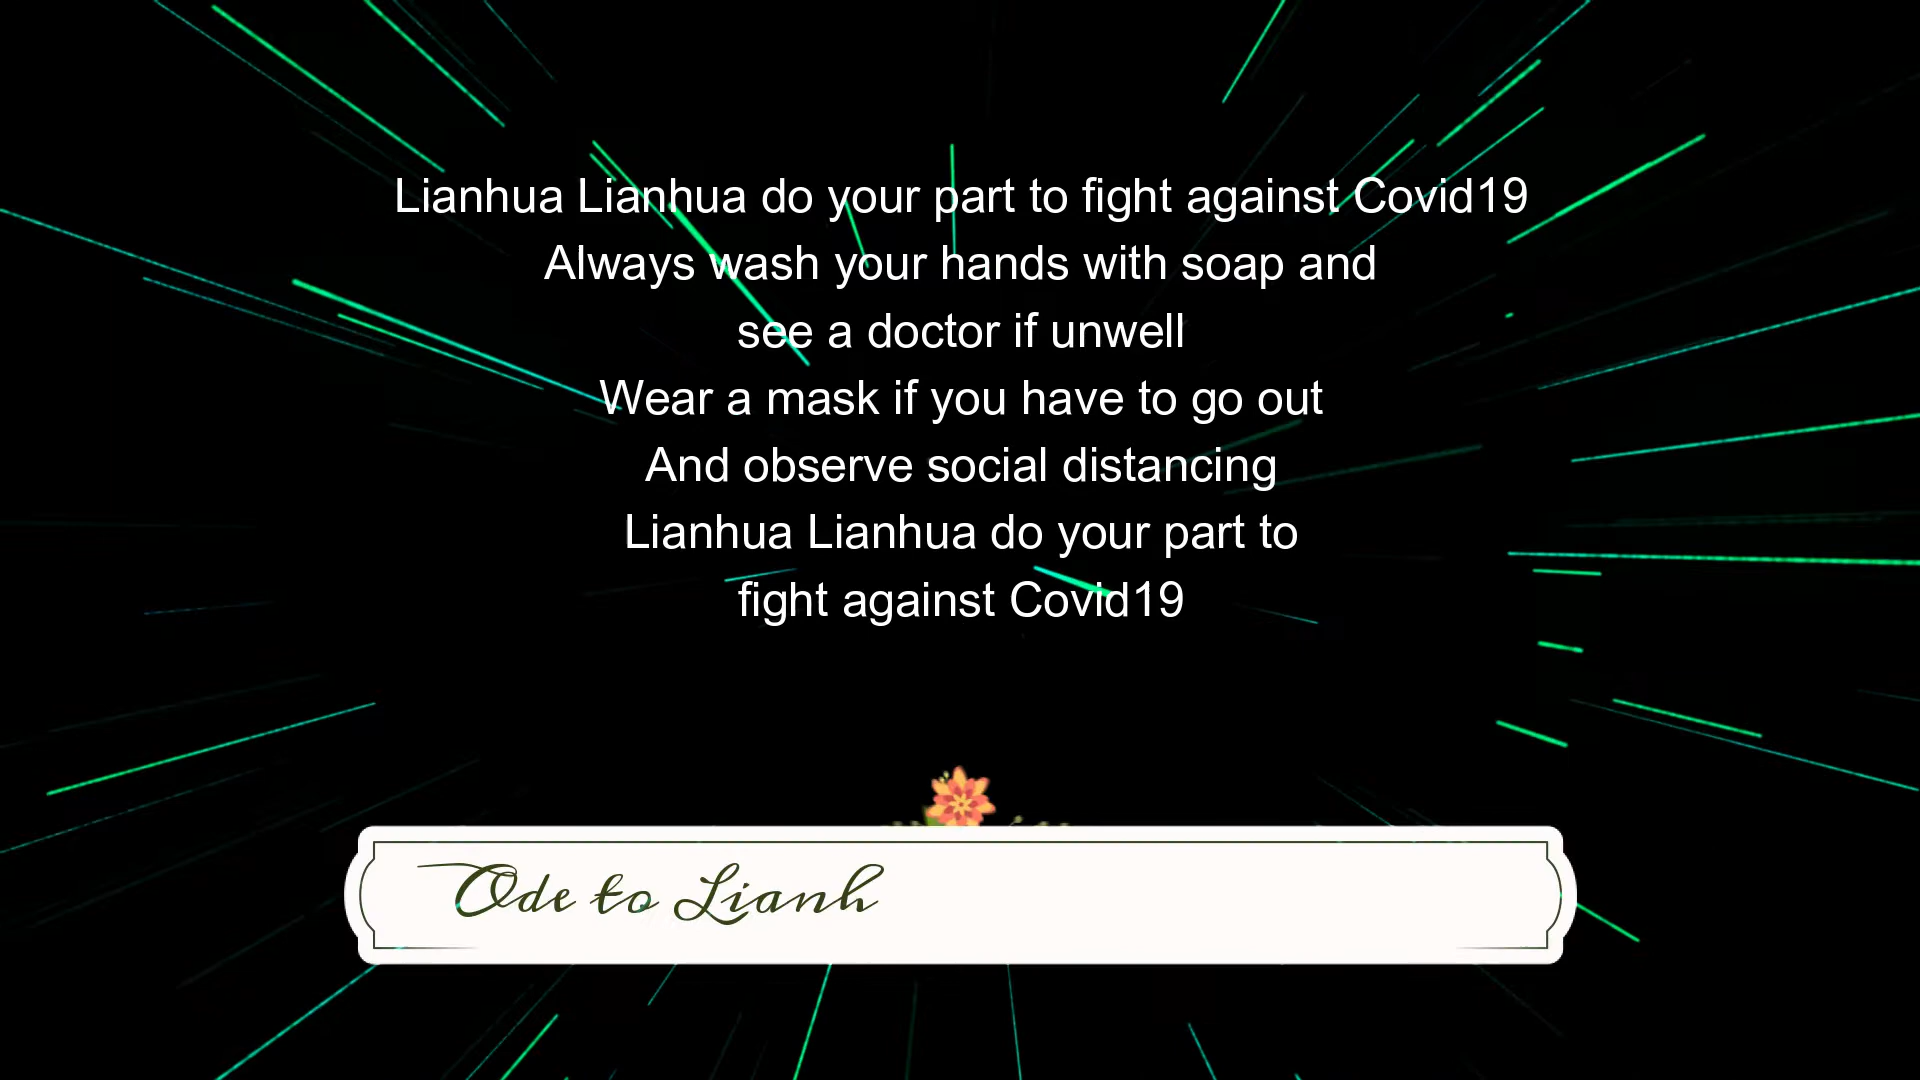 Lianhua Lianhua do your part to fight against Covid19
Always wash your hands with soap and
see a doctor if unwell
Wear a mask if you have to go out
And observe social distancing
Lianhua Lianhua do your part to
fight against Covid19
Ode to Lianh